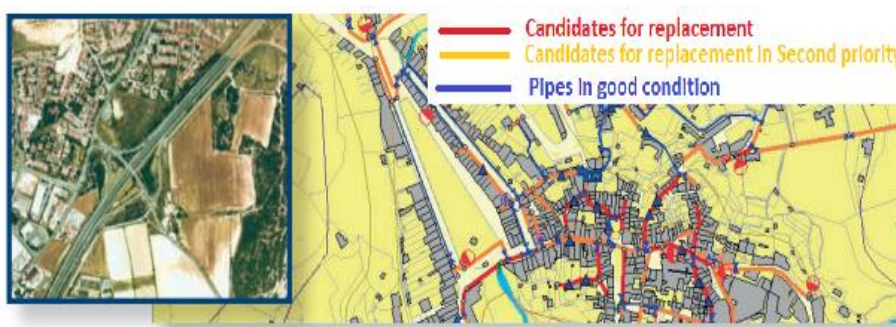 Candidates for replacement
Candidates for replacement in Second priority
Pipes in good condition